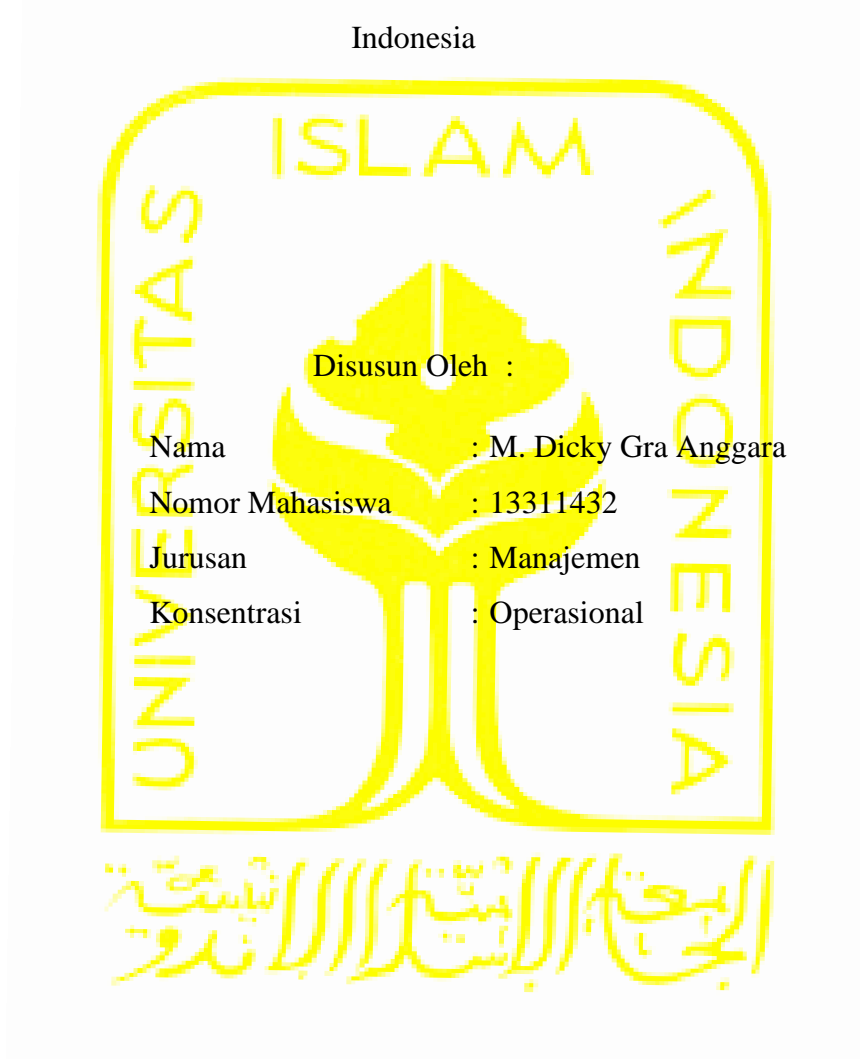 Indonesia
UNIVERSITAS ISLAM INDONESIA
Disusun Oleh :
Nama : M. Dicky Gra Anggara
Nomor Mahasiswa : 13311432
Jurusan : Manajemen
Konsentrasi : Operasional